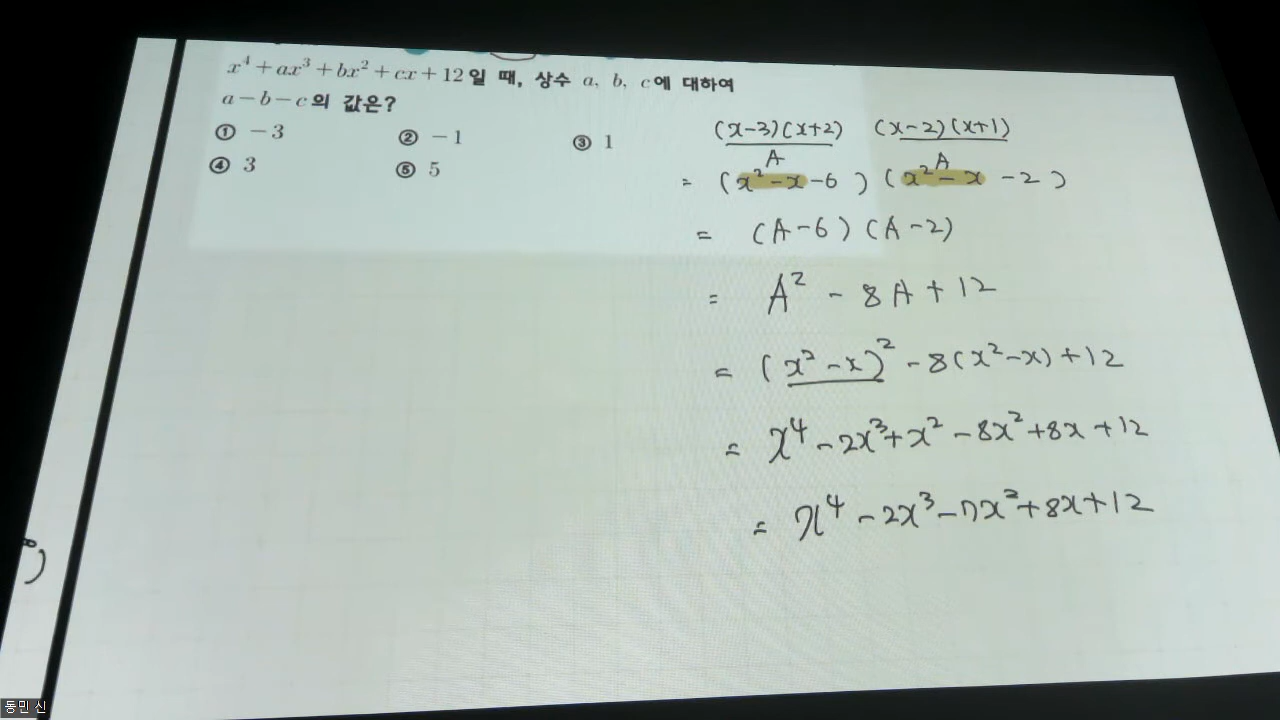 x⁴+ax³+bx²+cx+12일 때, 상수 a, b, c에 대하여
a-b-c의 값은?
① -3 ② -1 ③ 1
④ 3 ⑤ 5
(x-3)(x+2) (x-2)(x+1)
A A
= (x²-x-6) (x²-x-2)
= (A-6)(A-2)
= A²-8A+12
= (x²-x)²-8(x²-x)+12
= x⁴-2x³+x²-8x²+8x+12
= x⁴-2x³-7x²+8x+12
동민 신